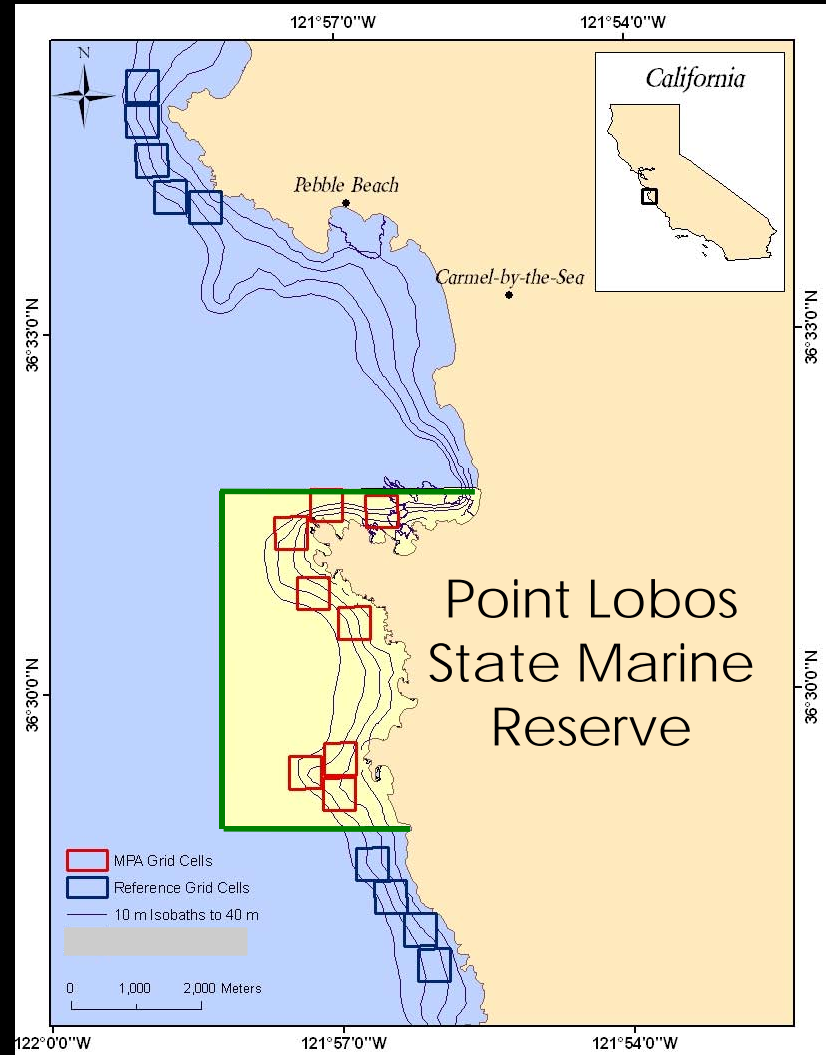 121°57'0"W
121°54'0"W
N
California
Pebble Beach
Carmel-by-the-Sea
36°33'0"N
36°33'0"N
Point Lobos
State Marine
Reserve
36°30'0"N
36°30'0"N
MPA Grid Cells
Reference Grid Cells
10 m Isobaths to 40 m
0 1,000 2,000 Meters
122°0'0"W
121°57'0"W
121°54'0"W